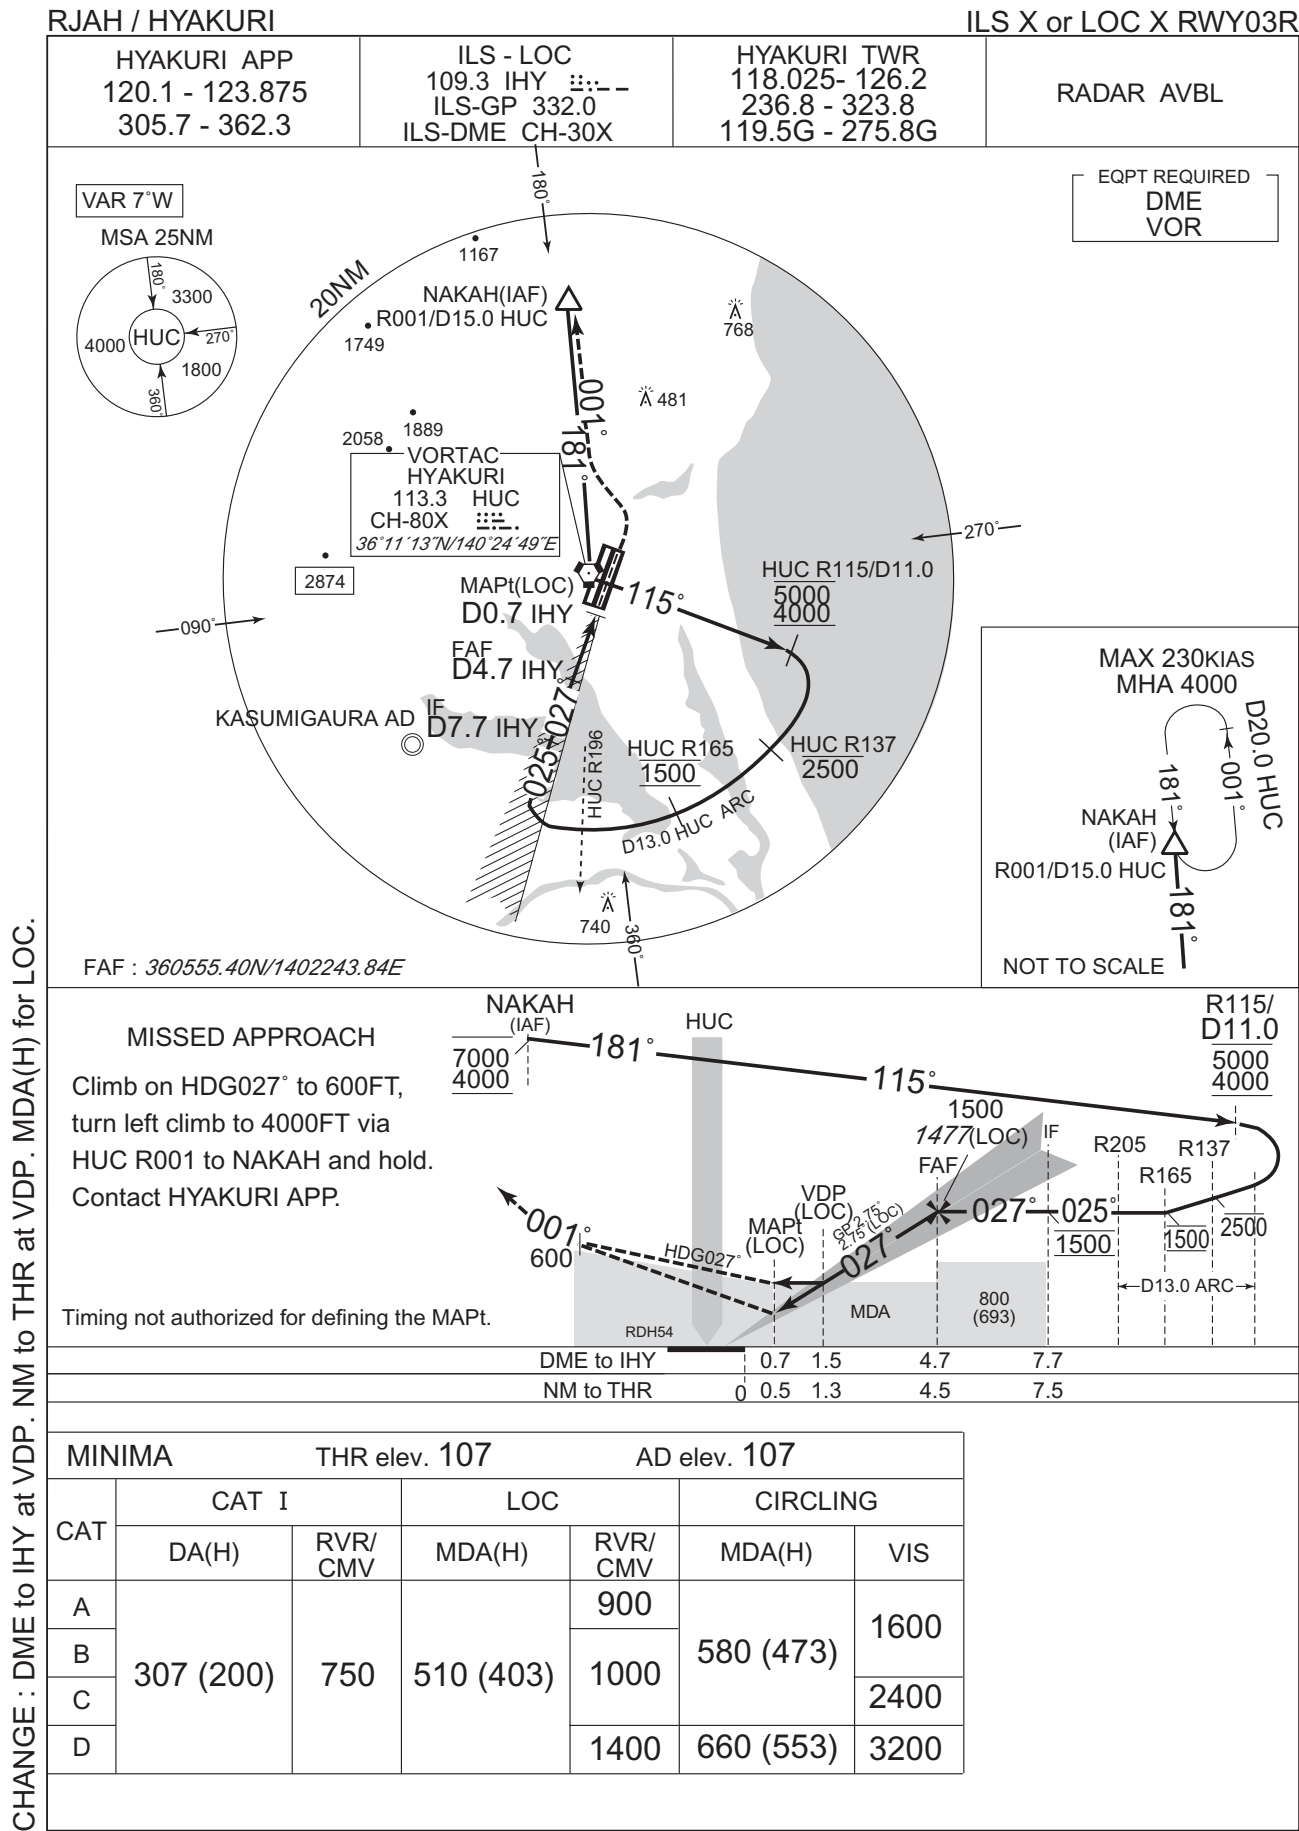 RJAH / HYAKURI
ILS X or LOC X RWY03R
HYAKURI APP
120.1 - 123.875
305.7 - 362.3
ILS - LOC
109.3 IHY
ILS-GP 332.0
ILS-DME CH-30X
HYAKURI TWR
118.025- 126.2
236.8 - 323.8
119.5G - 275.8G
RADAR AVBL
EQPT REQUIRED
DME
VOR
VAR 7°W
MSA 25NM
180°
3300
HUC
4000
270°
1800
360°
180°
20NM
1167
NAKAH(IAF)
R001/D15.0 HUC
1749
768
481
001°
181°
1889
2058
VORTAC
HYAKURI
113.3 HUC
CH-80X
36°11´13˝N/140°24´49˝E
2874
270°
090°
MAPt(LOC)
D0.7 IHY
115°
HUC R115/D11.0
5000
4000
FAF
D4.7 IHY
IF
D7.7 IHY
KASUMIGAURA AD
025°
027°
HUC R196
HUC R165
1500
HUC R137
2500
D13.0 HUC ARC
740
360°
FAF : 360555.40N/1402243.84E
MAX 230KIAS
MHA 4000
D20.0 HUC
181°
001°
NAKAH
(IAF)
R001/D15.0 HUC
181°
NOT TO SCALE
MISSED APPROACH
Climb on HDG027° to 600FT,
turn left climb to 4000FT via
HUC R001 to NAKAH and hold.
Contact HYAKURI APP.
Timing not authorized for defining the MAPt.
NAKAH
(IAF)
7000
4000
181°
HUC
115°
R115/
D11.0
5000
4000
1500
1477(LOC)
IF
FAF
R205
R137
R165
VDP
(LOC)
MAPt
(LOC)
GP 2.75°
2.75°(LOC)
027°
027°
025°
1500
1500
2500
D13.0 ARC
001°
600
HDG027°
MDA
800
(693)
RDH54
DME to IHY 0.7 1.5 4.7 7.7
NM to THR 0 0.5 1.3 4.5 7.5
MINIMA THR elev. 107 AD elev. 107
CAT
CAT I
LOC
CIRCLING
DA(H)
RVR/
CMV
MDA(H)
RVR/
CMV
MDA(H)
VIS
A
B
C
D
307 (200)
750
510 (403)
900
1000
1400
580 (473)
660 (553)
1600
2400
3200
CHANGE : DME to IHY at VDP. NM to THR at VDP. MDA(H) for LOC.